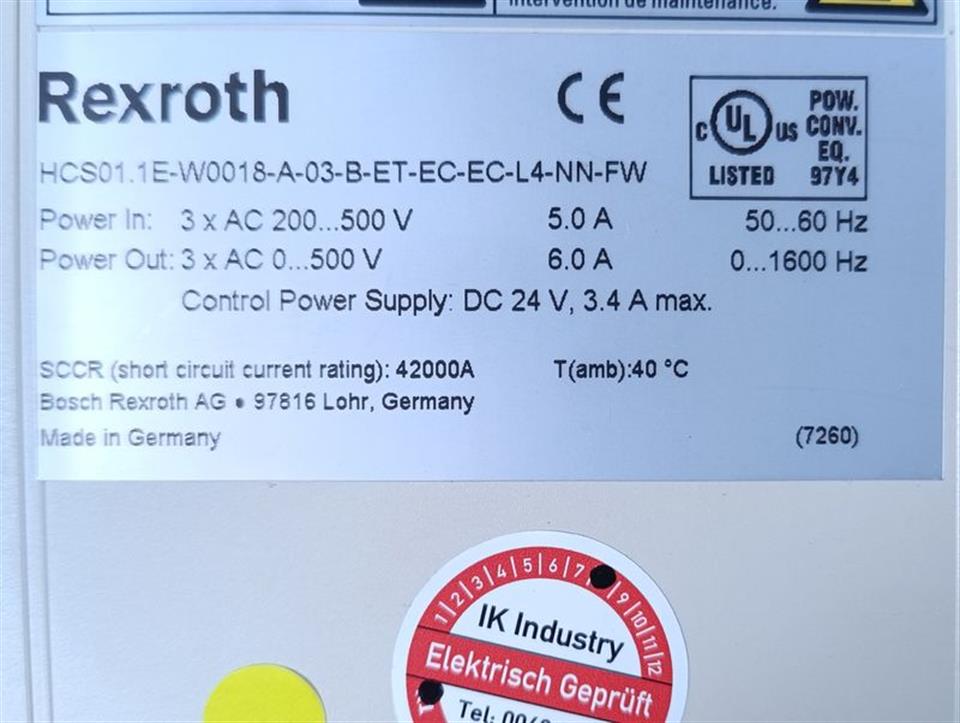 intervention de maintenance.
Rexroth
CE
C UL US
LISTED
POW.
CONV.
EQ.
97Y4
HCS01.1E-W0018-A-03-B-ET-EC-EC-L4-NN-FW
Power In: 3 x AC 200...500 V 5.0 A 50...60 Hz
Power Out: 3 x AC 0...500 V 6.0 A 0...1600 Hz
Control Power Supply: DC 24 V, 3.4 A max.
SCCR (short circuit current rating): 42000A T(amb):40 °C
Bosch Rexroth AG • 97816 Lohr, Germany
Made in Germany (7260)
1 2 3 4 5 6 7 9 10 11 12
IK Industry
Elektrisch Geprüft
Tel: